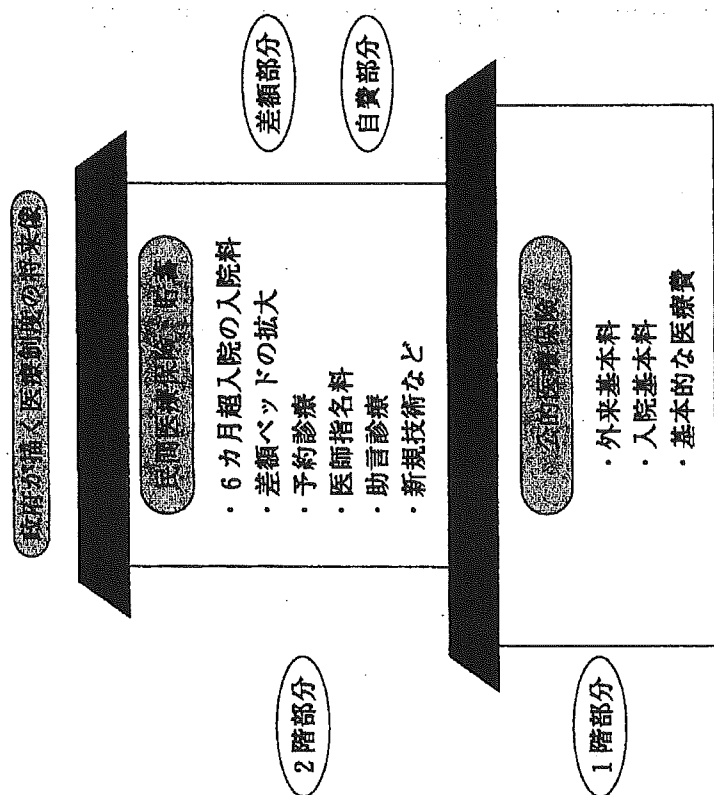 政府が描く医療制度の将来像
2階部分
民間医療保険・貯蓄
・6カ月超入院の入院料
・差額ベッドの拡大
・予約診療
・医師指名料
・助言診療
・新規技術など
差額部分
自費部分
1階部分
公的医療保険
・外来基本料
・入院基本料
・基本的な医療費